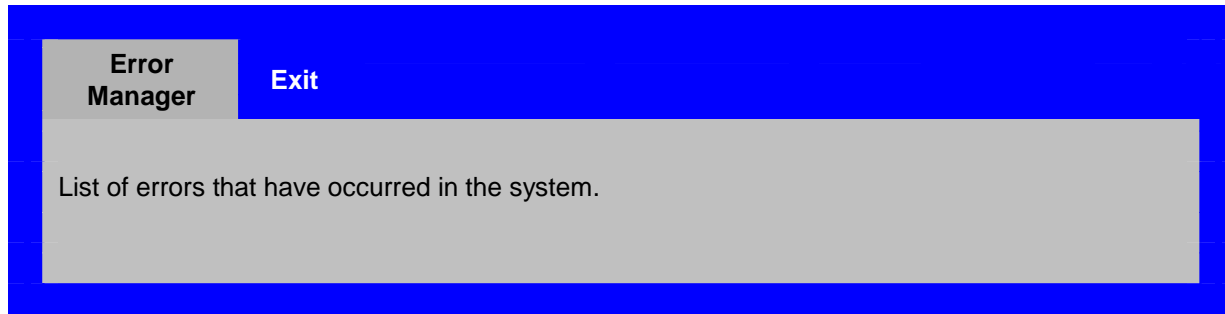 Error
Manager
Exit
List of errors that have occurred in the system.